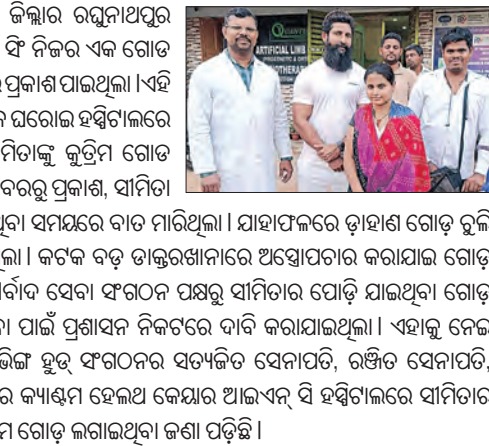 ଜିଲ୍ଲାର ରଘୁନାଥପୁର
ସିଂ ନିଜର ଏକ ଗୋଡ
ପ୍ରକାଶ ପାଇଥିଲା ।ଏହି
ଘରୋଇ ହସ୍ପିଟାଲରେ
ମିତାଙ୍କୁ କୁତ୍ରିମ ଗୋଡ
ବରରୁ ପ୍ରକାଶ, ସୀମିତା
ଥିବା ସମୟରେ ବାତ ମାରିଥିଲା । ଯାହାଫଳରେ ଡ଼ାହାଣ ଗୋଡ଼ ଚୁଲି
ଲା । କଟକ ବଡ଼ ଡାକ୍ତରଖାନାରେ ଅସ୍ତ୍ରୋପଚାର କରାଯାଇ ଗୋଡ଼
ର୍ବାଦ ସେବା ସଂଗଠନ ପକ୍ଷରୁ ସୀମିତାର ପୋଡ଼ି ଯାଇଥିବା ଗୋଡ଼
ପାଇଁ ପ୍ରଶାସନ ନିକଟରେ ଦାବି କରାଯାଇଥିଲା । ଏହାକୁ ନେଇ
ଭିଙ୍ଗ ହୁଡ୍ ସଂଗଠନର ସତ୍ୟଜିତ ସେନାପତି, ରଞ୍ଜିତ ସେନାପତି,
ର କ୍ୟାଣ୍ଟମ ହେଲଥ କେୟାର ଆଇଏନ୍ ସି ହସ୍ପିଟାଲରେ ସୀମିତାର
ମ ଗୋଡ଼ ଲଗାଇଥିବା ଜଣା ପଡ଼ିଛି ।
ARTIFICIAL LIMB